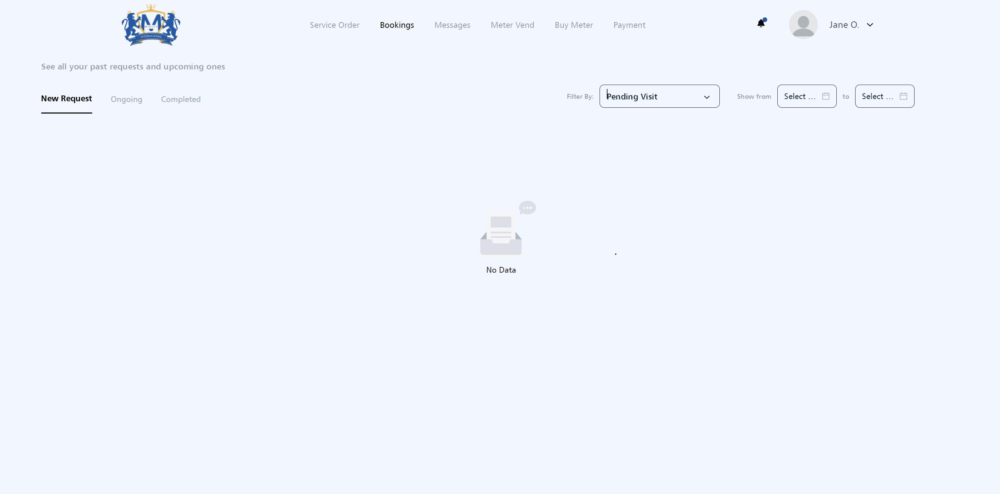 MOJEC
INTERNATIONAL
Service Order
Bookings
Messages
Meter Vend
Buy Meter
Payment
Jane O.
See all your past requests and upcoming ones
New Request
Ongoing
Completed
Filter By:
Pending Visit
Show from
Select ...
to
Select ...
No Data